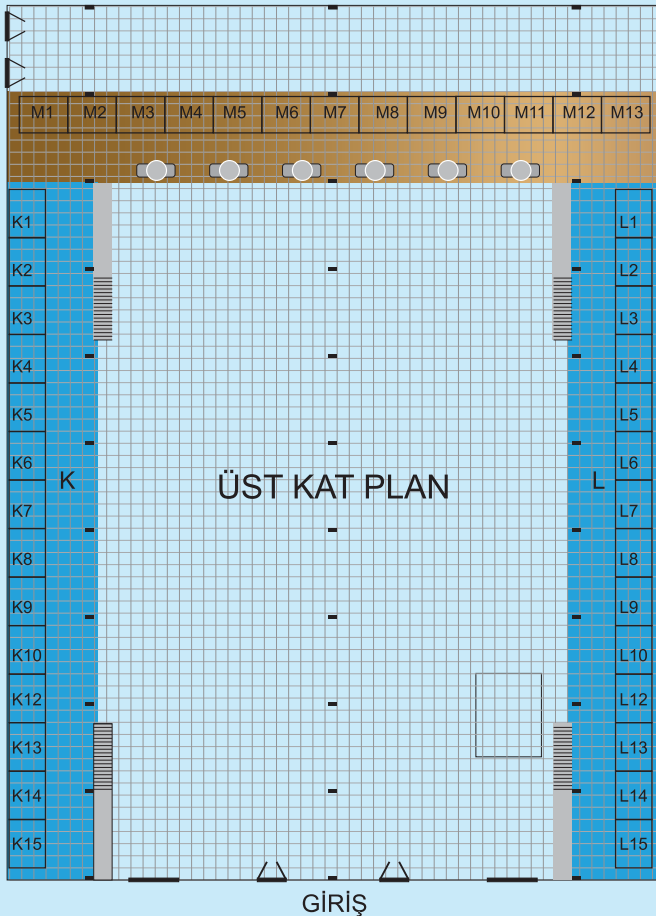 M1 M2 M3 M4 M5 M6 M7 M8 M9 M10 M11 M12 M13
K1 L1
K2 L2
K3 L3
K4 L4
K5 L5
K6 L6
K ÜST KAT PLAN L
K7 L7
K8 L8
K9 L9
K10 L10
K12 L12
K13 L13
K14 L14
K15 L15
GİRİŞ